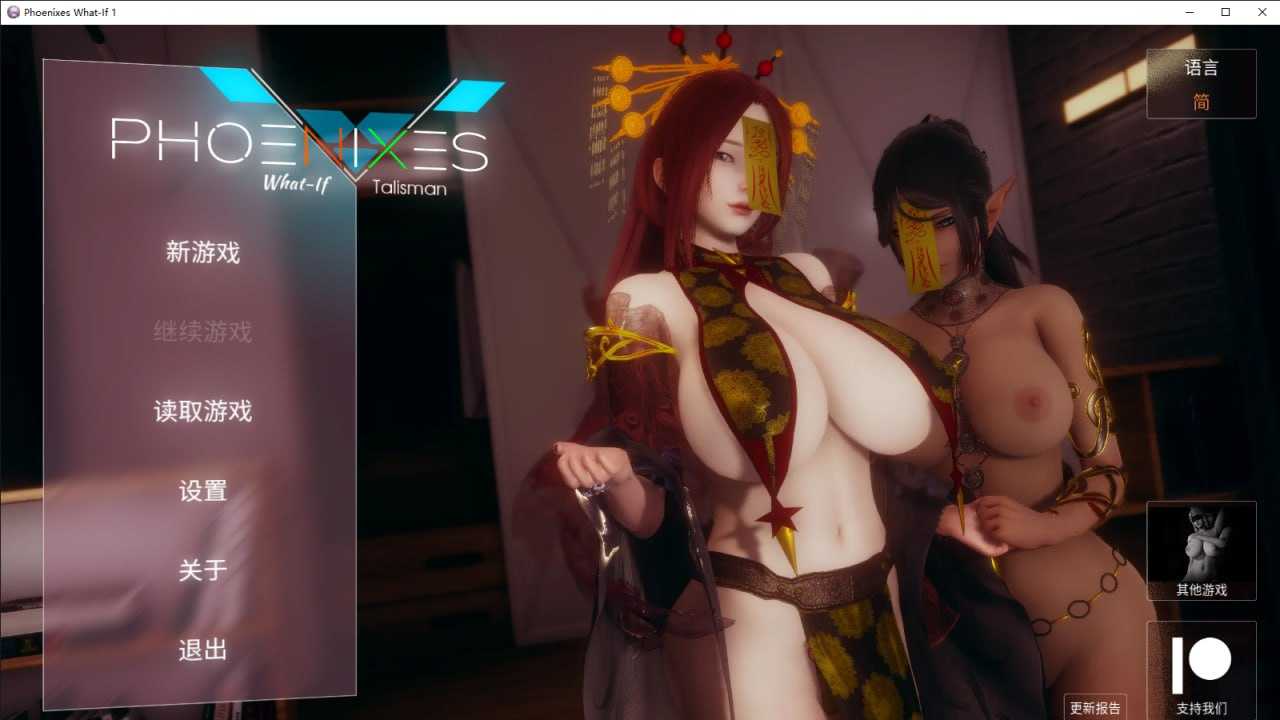 Phoenixes What-If 1
语言
简
PHOENIXES
What-If Talisman
新游戏
继续游戏
读取游戏
设置
关于
退出
其他游戏
支持我们
更新报告